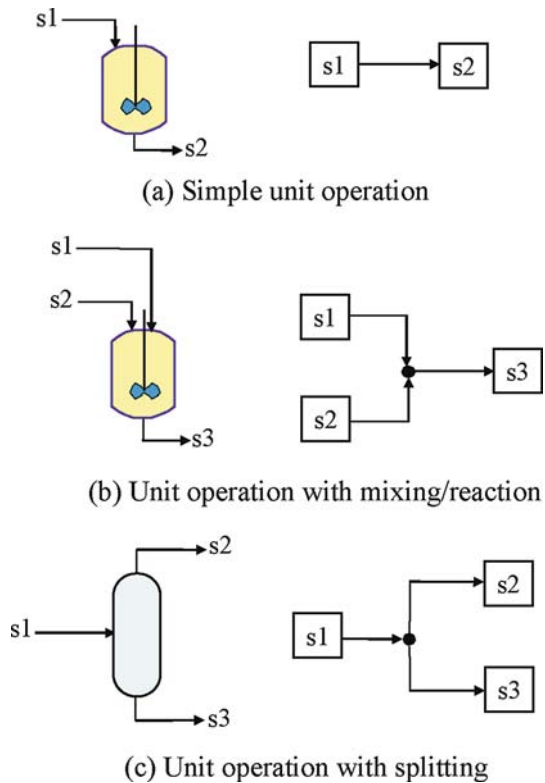 s1
s2
s1
s2
(a) Simple unit operation
s1
s2
s3
s1
s2
s3
(b) Unit operation with mixing/reaction
s2
s1
s3
s1
s2
s3
(c) Unit operation with splitting